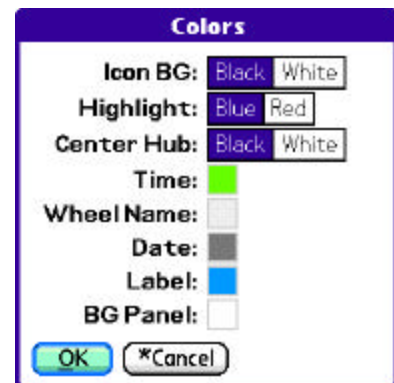 Colors
Icon BG: Black White
Highlight: Blue Red
Center Hub: Black White
Time:
Wheel Name:
Date:
Label:
BG Panel:
OK *Cancel